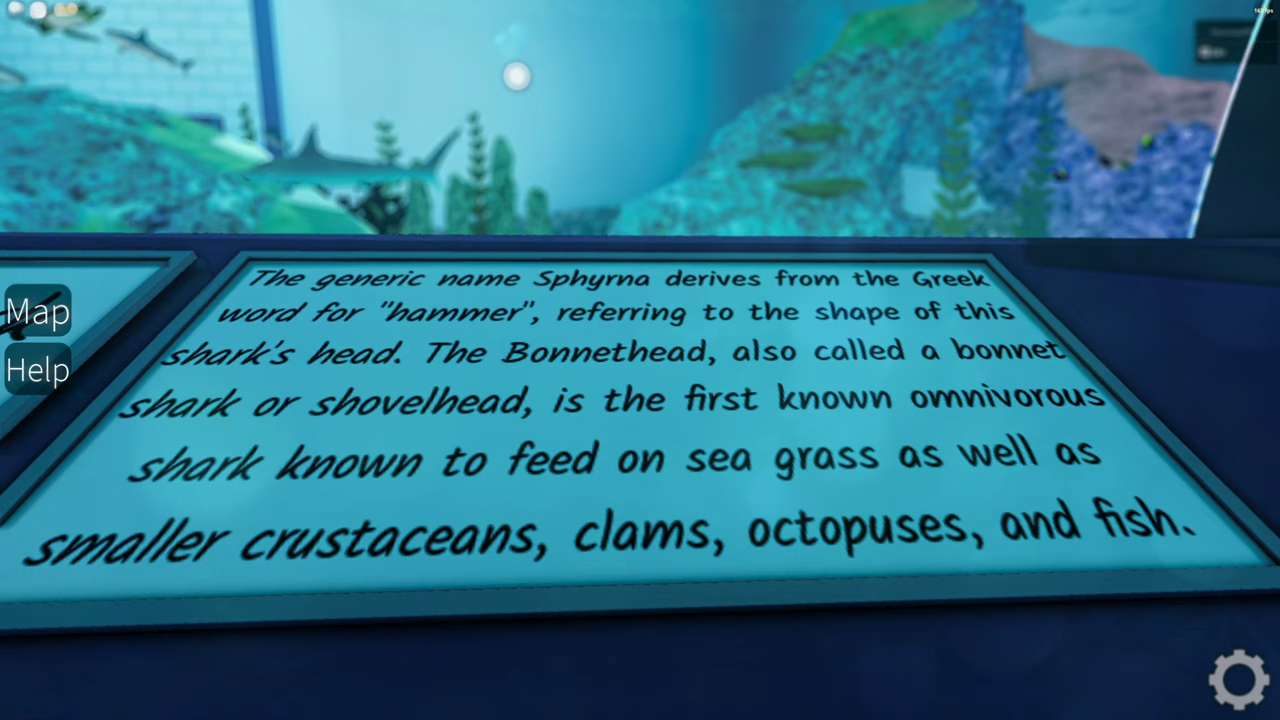 The generic name Sphyrna derives from the Greek
word for "hammer", referring to the shape of this
shark's head. The Bonnethead, also called a bonnet
shark or shovelhead, is the first known omnivorous
shark known to feed on sea grass as well as
smaller crustaceans, clams, octopuses, and fish.
Map
Help